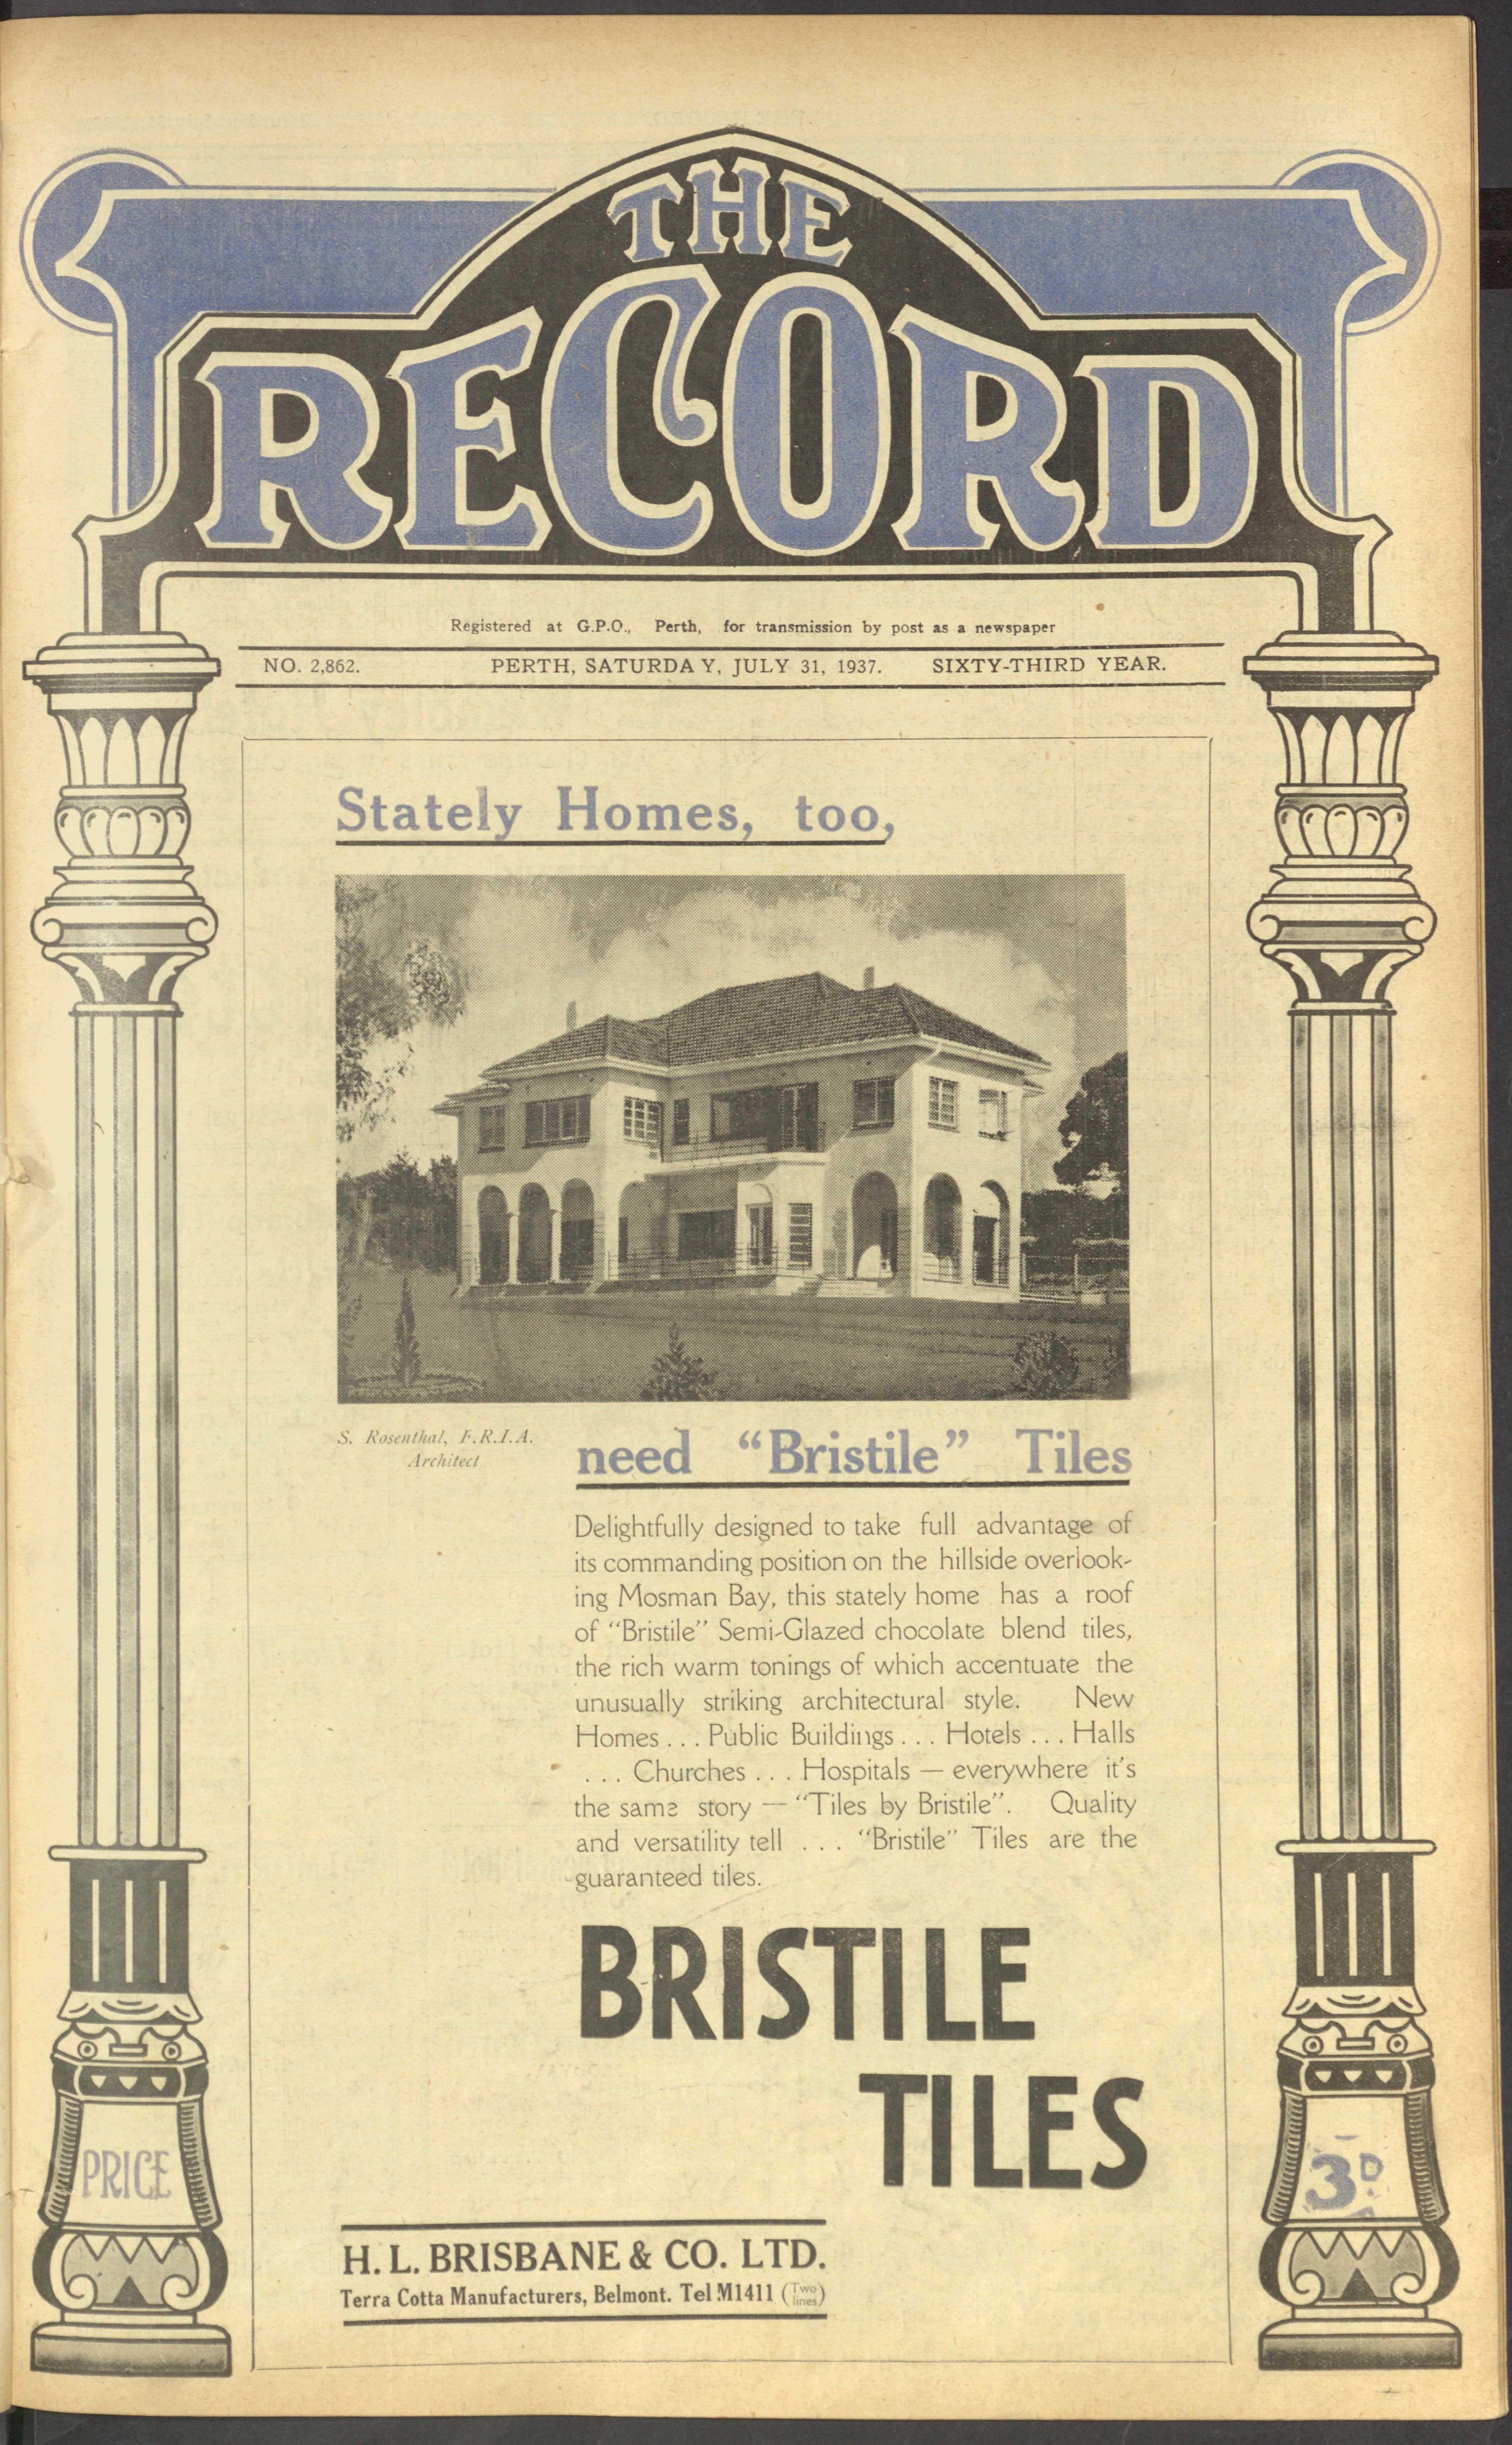 THE
RECORD
Registered at G.P.O., Perth, for transmission by post as a newspaper
NO. 2,862. PERTH, SATURDAY, JULY 31, 1937. SIXTY-THIRD YEAR.
Stately Homes, too,
S. Rosenthal, F.R.I.A.
Architect
need "Bristile" Tiles
Delightfully designed to take full advantage of
its commanding position on the hillside overlook-
ing Mosman Bay, this stately home has a roof
of "Bristile" Semi-Glazed chocolate blend tiles,
the rich warm tonings of which accentuate the
unusually striking architectural style. New
Homes . . . Public Buildings . . . Hotels . . . Halls
. . . Churches . . . Hospitals — everywhere it's
the same story — "Tiles by Bristile". Quality
and versatility tell . . . "Bristile" Tiles are the
guaranteed tiles.
BRISTILE
TILES
PRICE
3D.
H. L. BRISBANE & CO. LTD.
Terra Cotta Manufacturers, Belmont. Tel M1411 (Two lines)